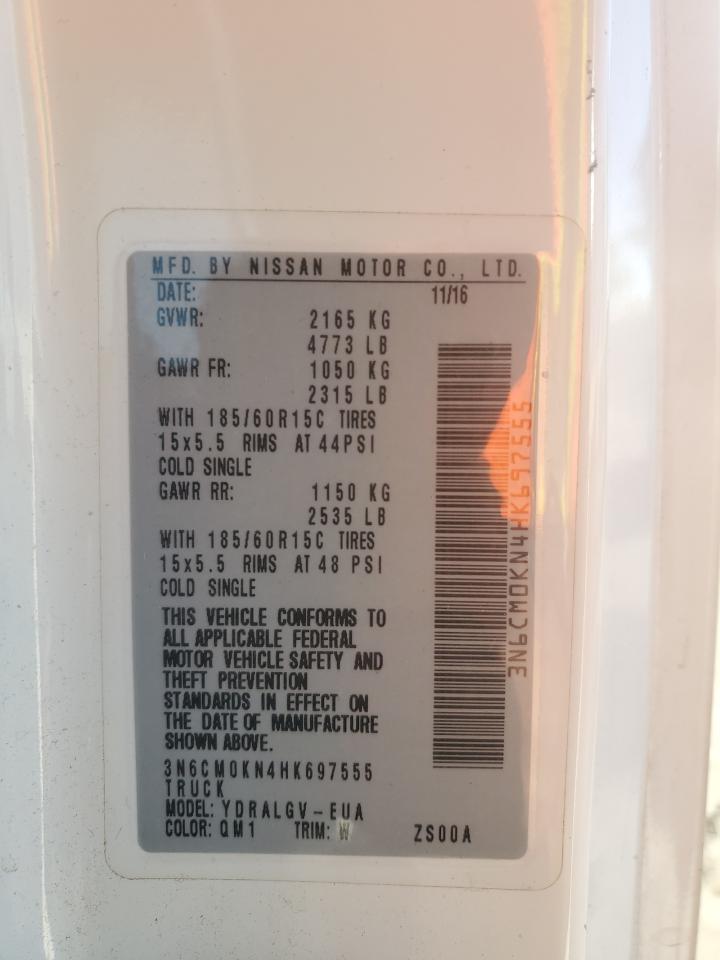 MFD. BY NISSAN MOTOR CO., LTD.
DATE: 11/16
GVWR: 2165 KG
4773 LB
GAWR FR: 1050 KG
2315 LB
WITH 185/60R15C TIRES
15x5.5 RIMS AT 44PSI
COLD SINGLE
GAWR RR: 1150 KG
2535 LB
WITH 185/60R15C TIRES
15x5.5 RIMS AT 48 PSI
COLD SINGLE
THIS VEHICLE CONFORMS TO
ALL APPLICABLE FEDERAL
MOTOR VEHICLE SAFETY AND
THEFT PREVENTION
STANDARDS IN EFFECT ON
THE DATE OF MANUFACTURE
SHOWN ABOVE.
3N6CM0KN4HK697555
TRUCK
MODEL: YDRALGV-EUA
COLOR: QM1 TRIM: W ZS00A
3N6CM0KN4HK697555